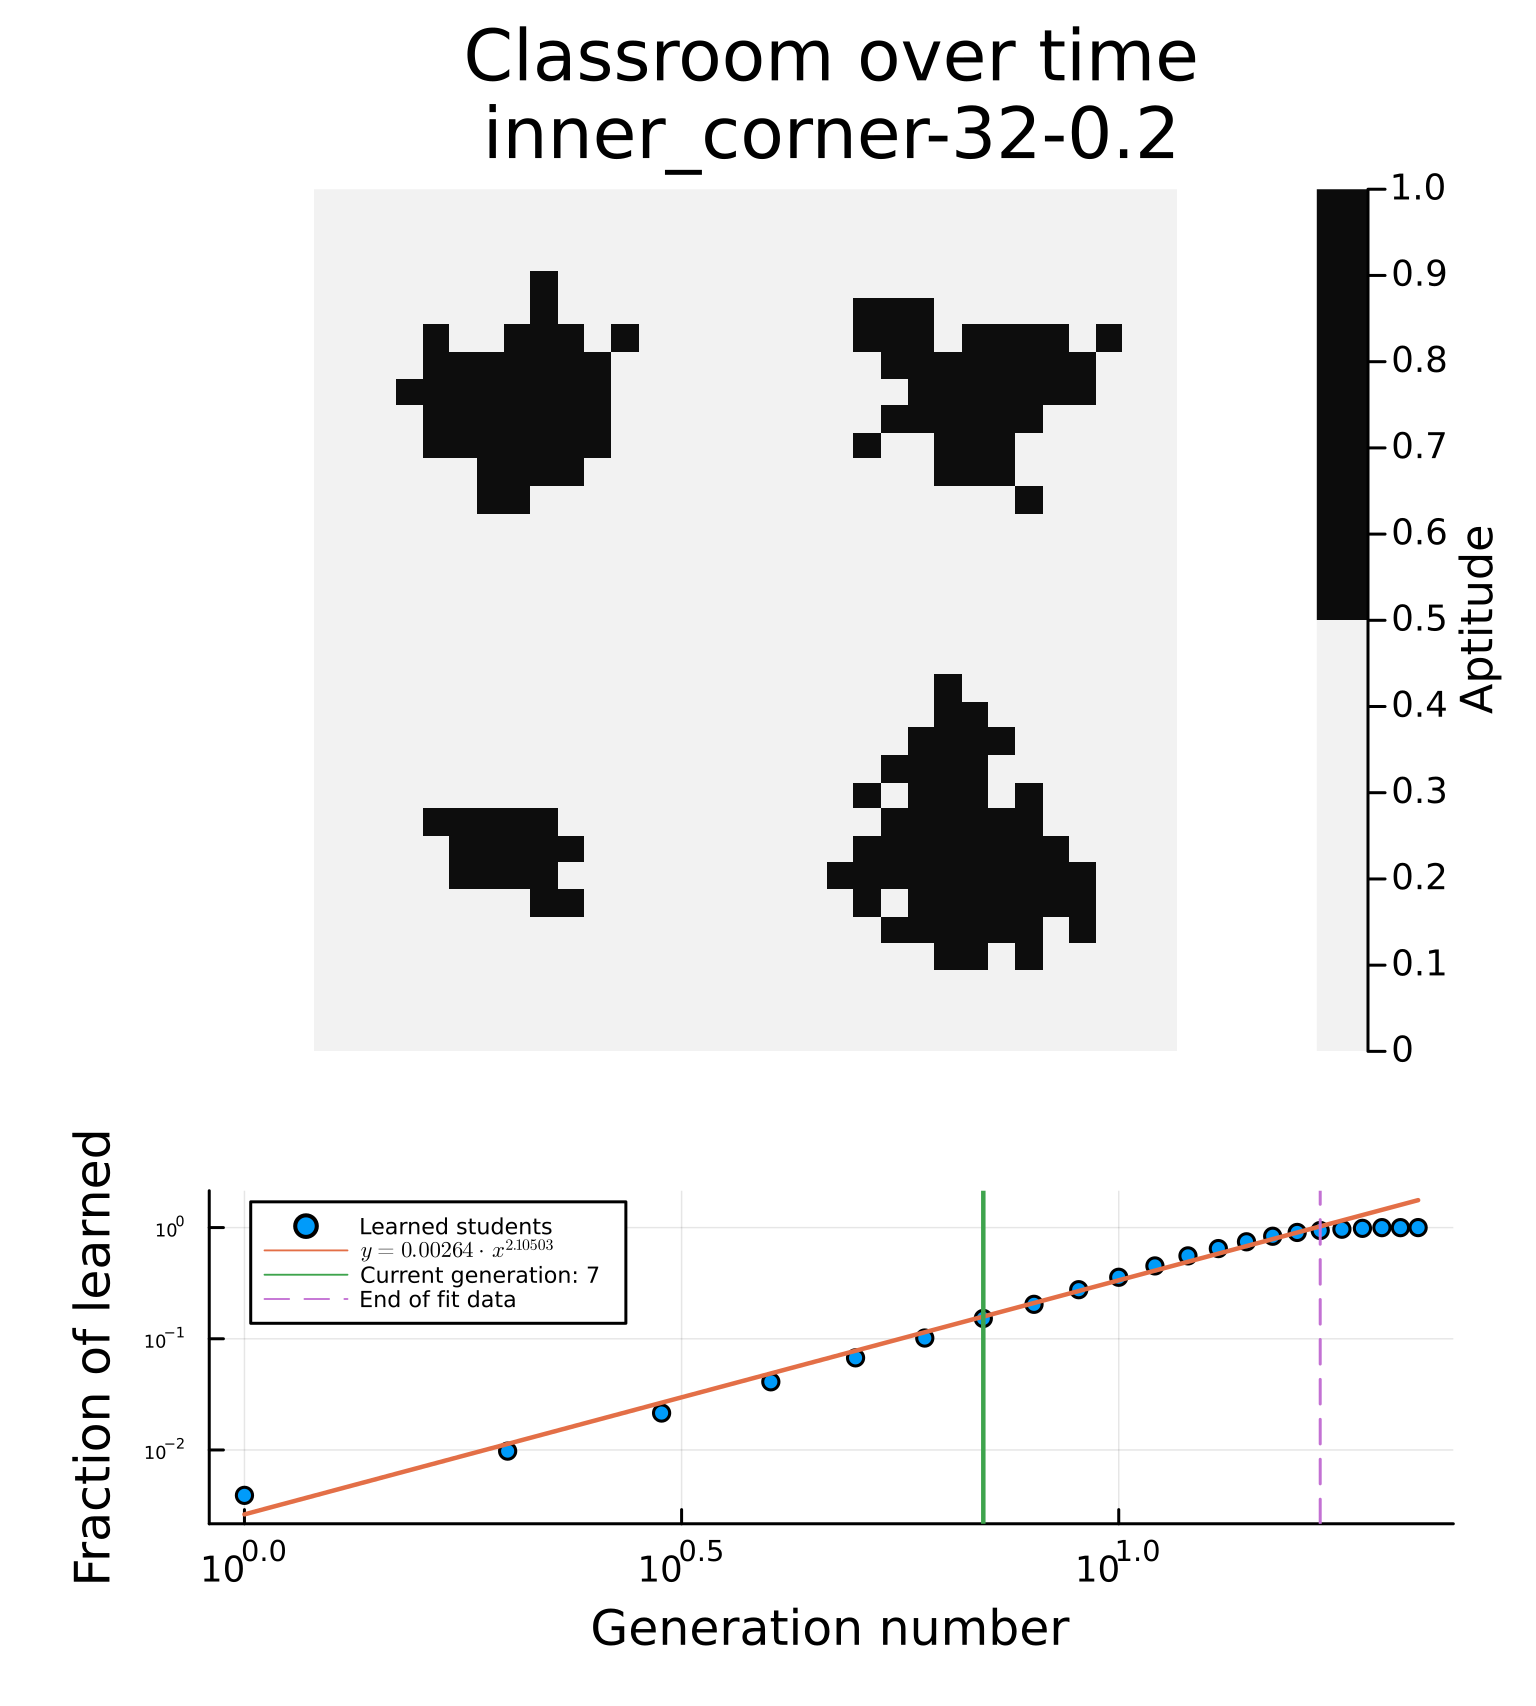 Classroom over time
inner_corner-32-0.2
1.0
0.9
0.8
0.7
0.6
0.5
0.4
0.3
0.2
0.1
0
Aptitude
Fraction of learned
10^0
10^-1
10^-2
Learned students
y = 0.00264 · x^2.10503
Current generation: 7
End of fit data
10^0.0
10^0.5
10^1.0
Generation number